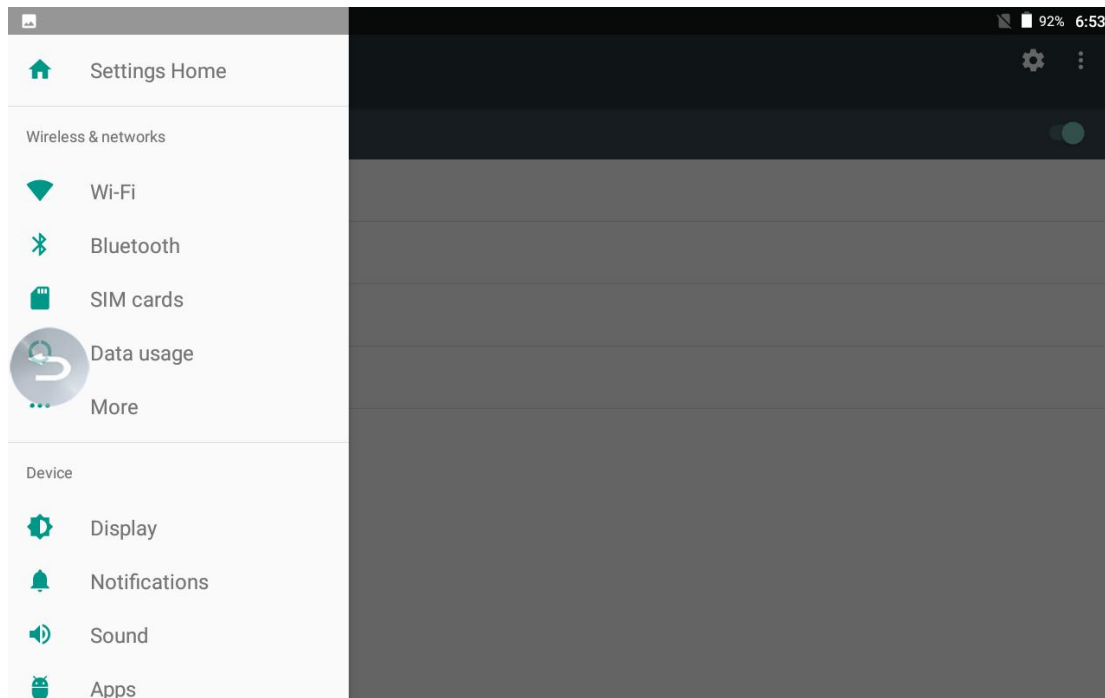 92% 6:53
Settings Home
Wireless & networks
Wi-Fi
Bluetooth
SIM cards
Data usage
More
Device
Display
Notifications
Sound
Apps